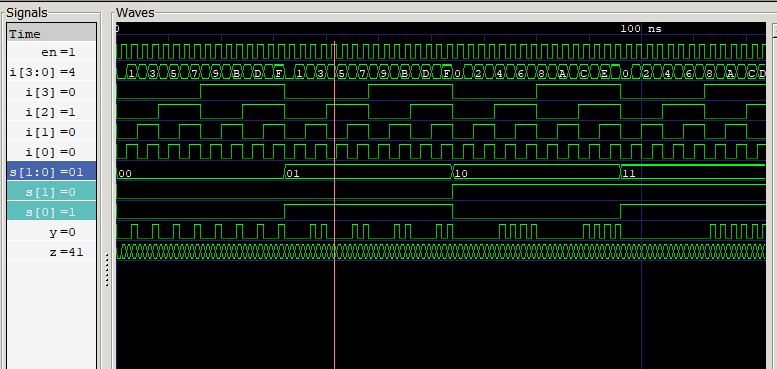 Signals
Waves
Time
0
100 ns
en=1
i[3:0]=4
1 3 5 7 9 B D F 1 3 5 7 9 B D F 0 2 4 6 8 A C E 0 2 4 6 8 A C D
i[3]=0
i[2]=1
i[1]=0
i[0]=0
s[1:0]=01
00 01 10 11
s[1]=0
s[0]=1
y=0
z=41